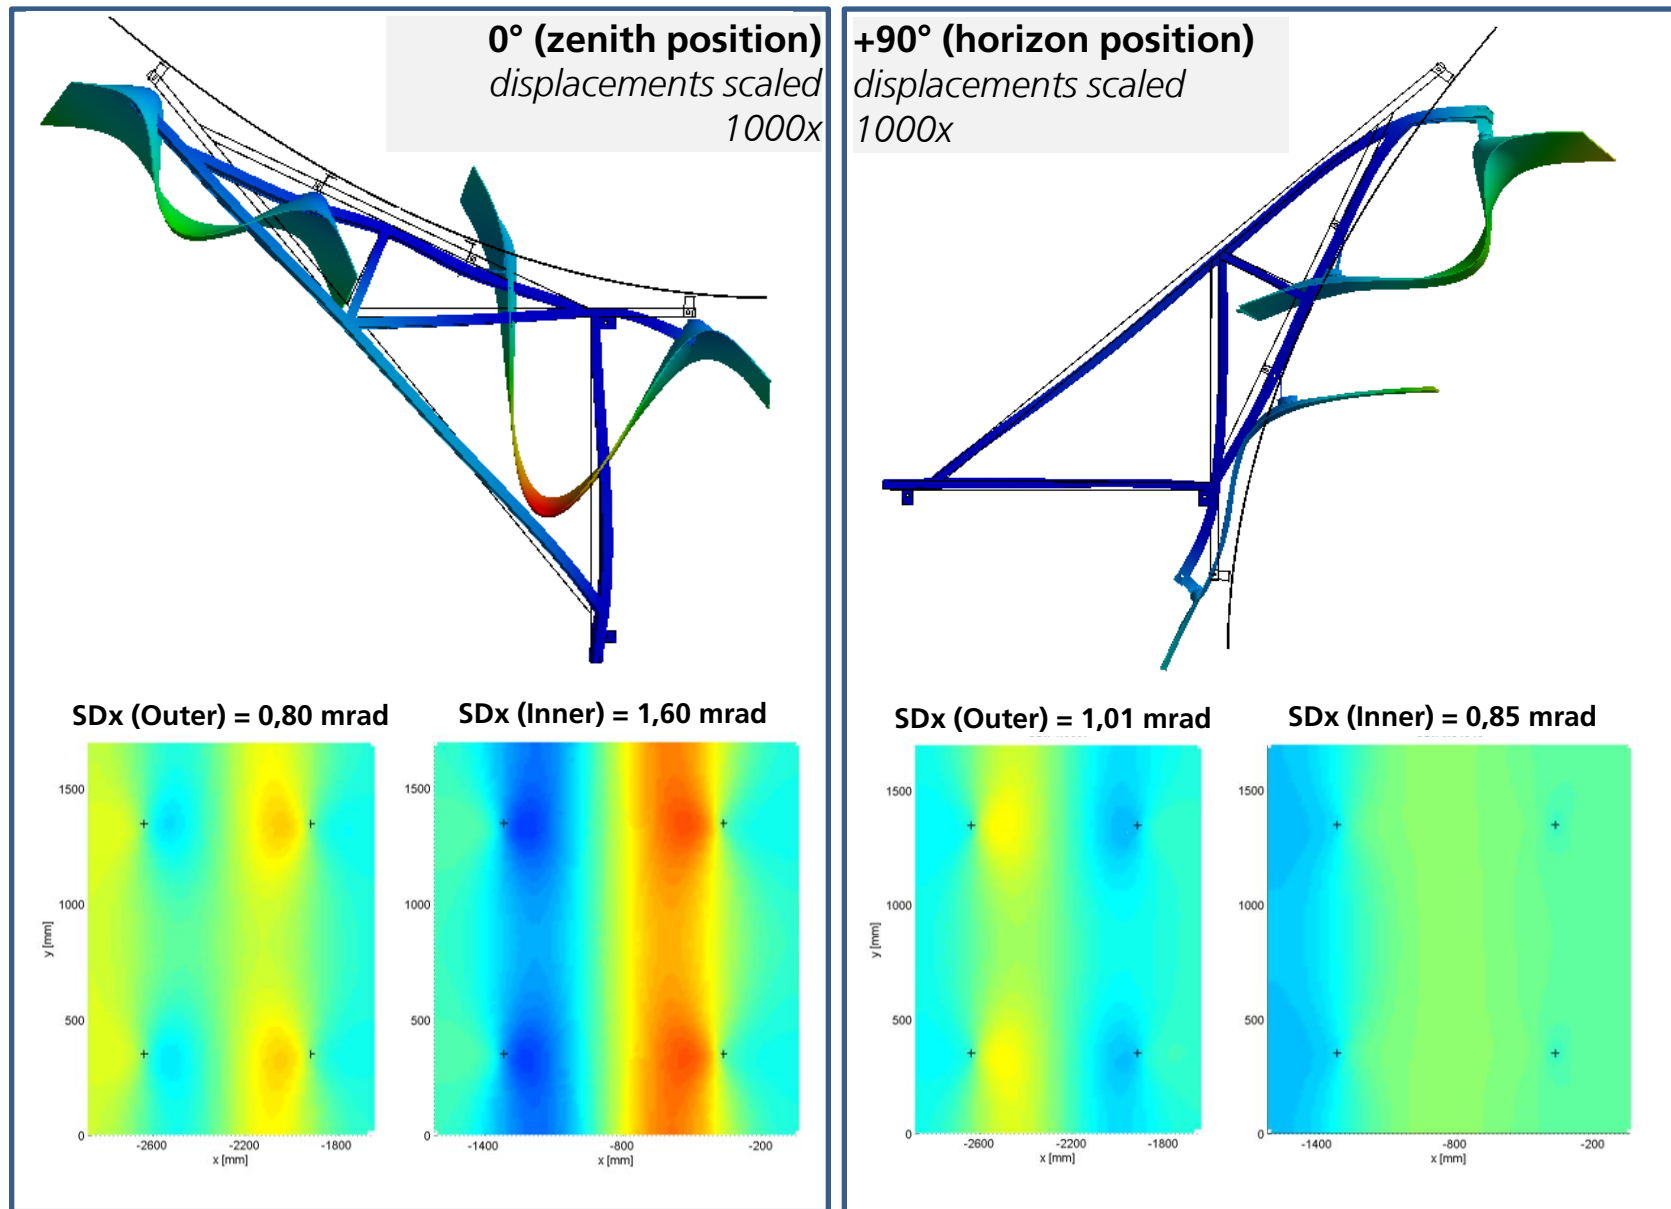 0° (zenith position)
displacements scaled
1000x
SDx (Outer) = 0,80 mrad
SDx (Inner) = 1,60 mrad
1500
1000
500
0
y [mm]
-2600
-2200
-1800
x [mm]
1500
1000
500
0
-1400
-800
-200
x [mm]
+90° (horizon position)
displacements scaled
1000x
SDx (Outer) = 1,01 mrad
SDx (Inner) = 0,85 mrad
1500
1000
500
0
y [mm]
-2600
-2200
-1800
x [mm]
1500
1000
500
0
-1400
-800
-200
x [mm]